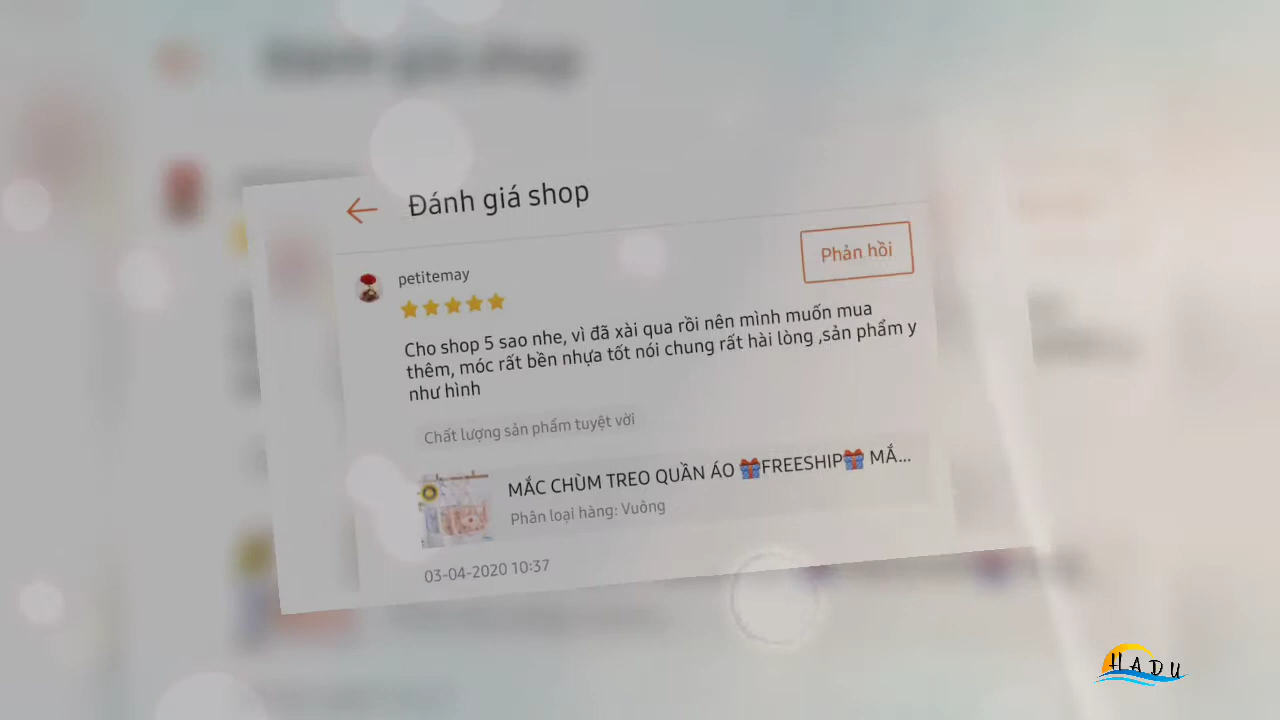 Đánh giá shop
petitemay
Phản hồi
Cho shop 5 sao nhe, vì đã xài qua rồi nên mình muốn mua
thêm, móc rất bền nhựa tốt nói chung rất hài lòng ,sản phẩm y
như hình
Chất lượng sản phẩm tuyệt vời
MẮC CHÙM TREO QUẦN ÁO 🎁FREESHIP🎁 MẮ...
Phân loại hàng: Vuông
03-04-2020 10:37
HADU